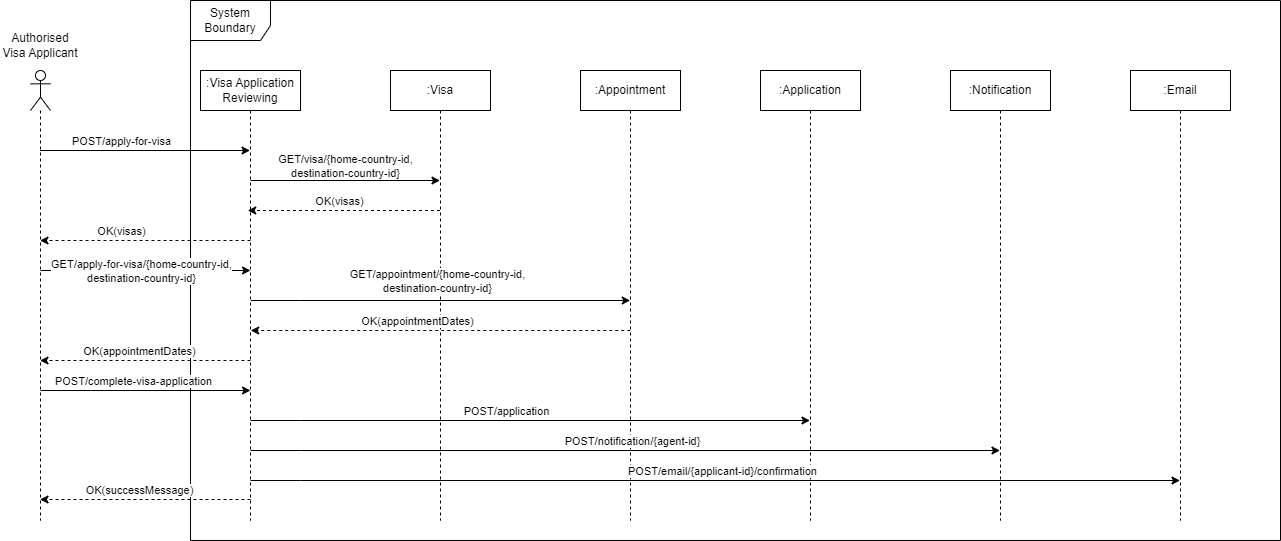 System
Boundary
Authorised
Visa Applicant
:Visa Application
Reviewing
:Visa
:Appointment
:Application
:Notification
:Email
POST/apply-for-visa
GET/visa/{home-country-id,
destination-country-id}
OK(visas)
OK(visas)
GET/apply-for-visa/{home-country-id,
destination-country-id}
GET/appointment/{home-country-id,
destination-country-id}
OK(appointmentDates)
OK(appointmentDates)
POST/complete-visa-application
POST/application
POST/notification/{agent-id}
POST/email/{applicant-id}/confirmation
OK(successMessage)